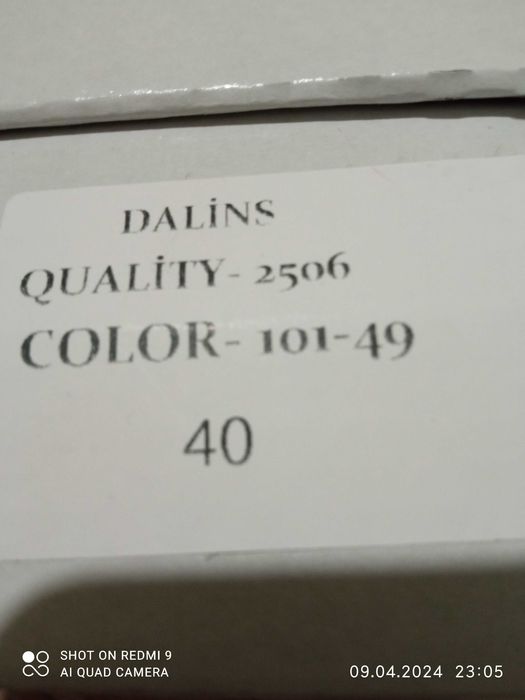 DALİNS
QUALİTY- 2506
COLOR- 101-49
40
SHOT ON REDMI 9
AI QUAD CAMERA
09.04.2024 23:05